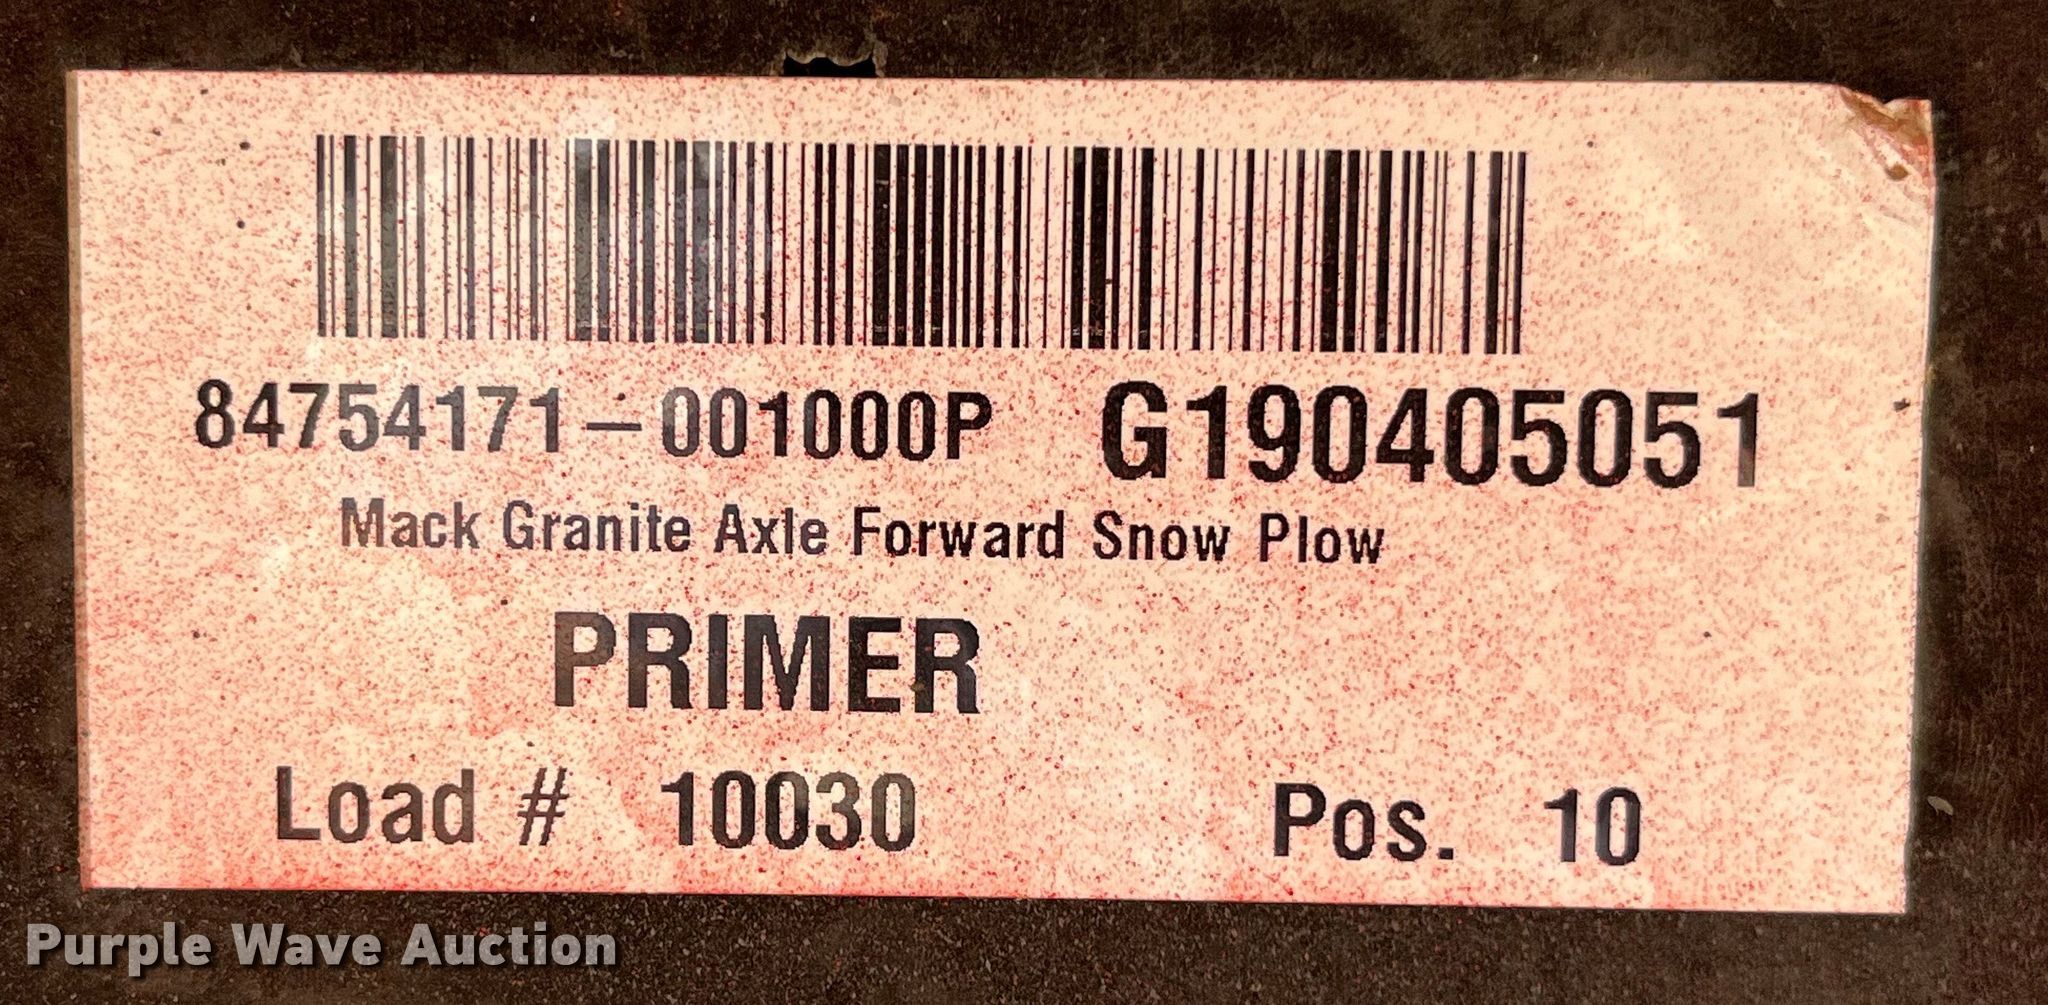 84754171-001000P G190405051
Mack Granite Axle Forward Snow Plow
PRIMER
Load # 10030 Pos. 10
Purple Wave Auction